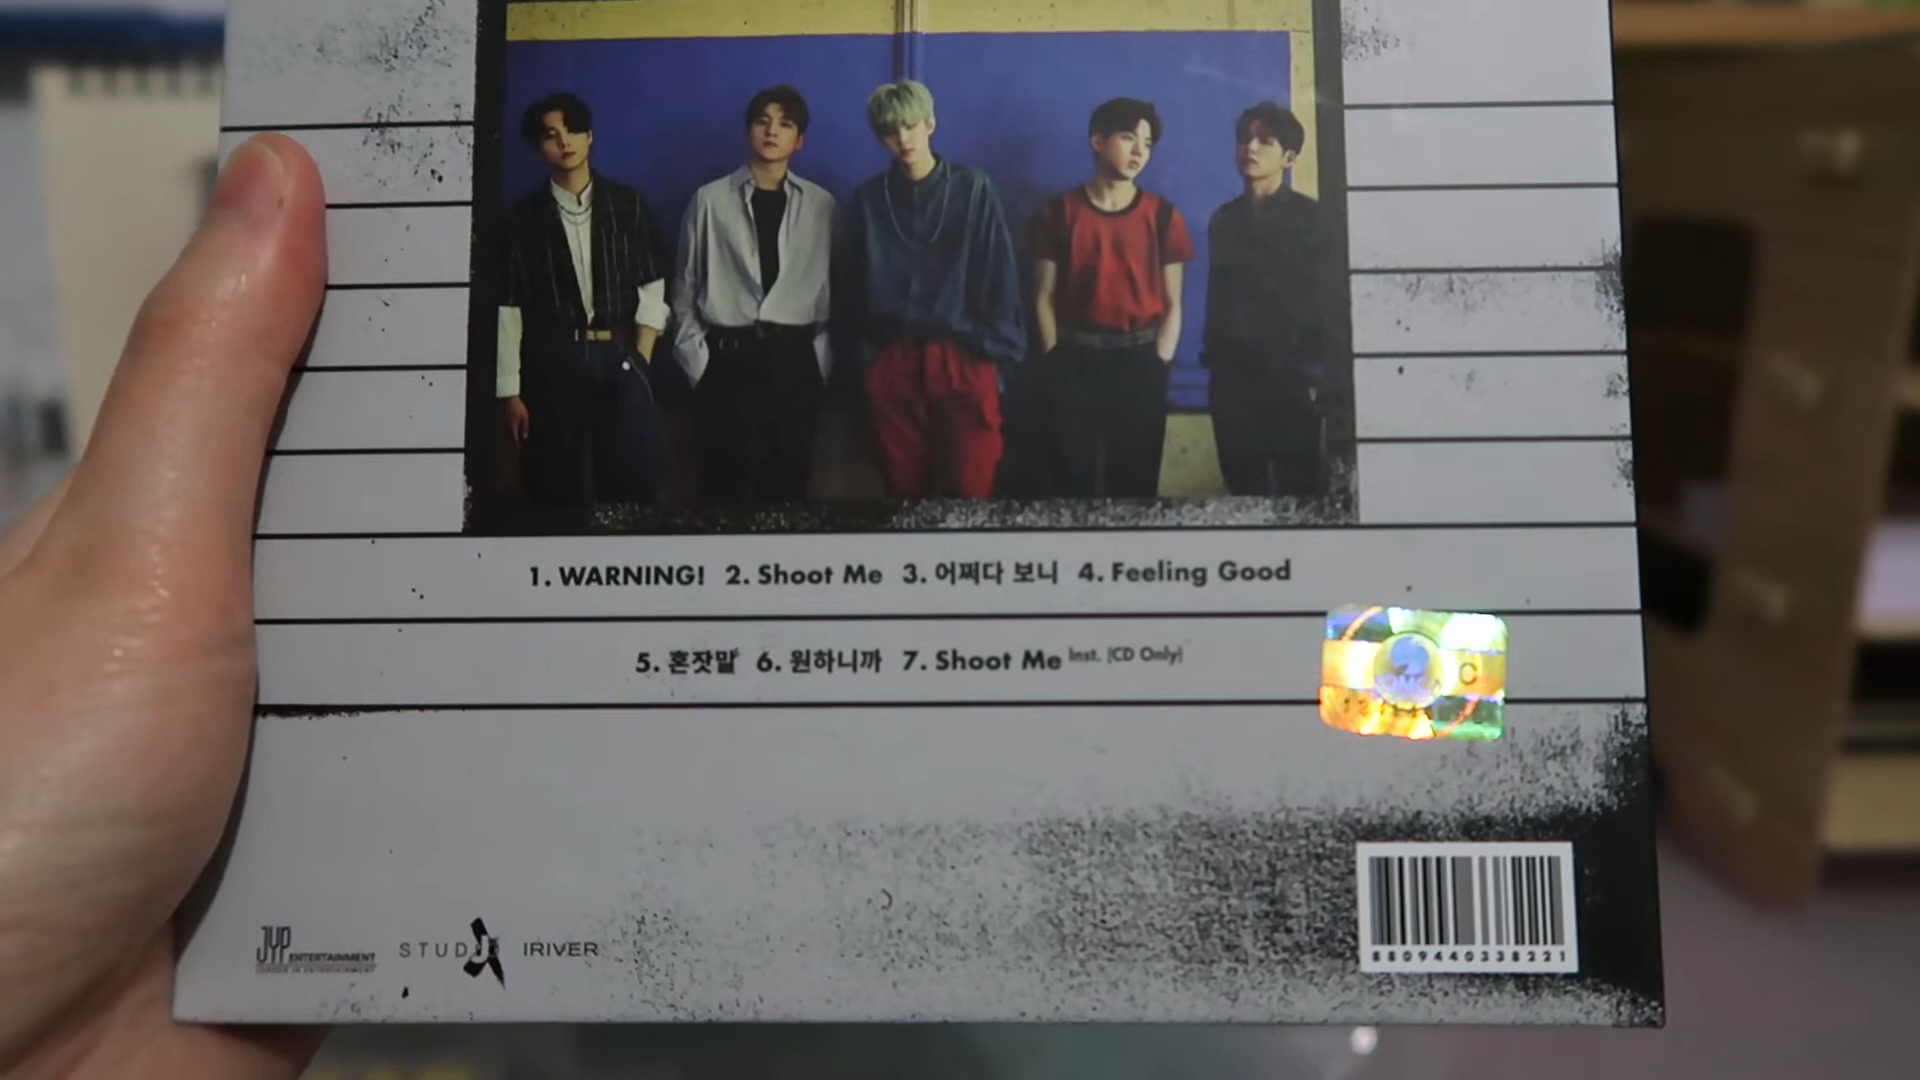 1. WARNING! 2. Shoot Me 3. 어쩌다 보니 4. Feeling Good
5. 혼잣말 6. 원하니까 7. Shoot Me Inst. (CD Only)
C
JYP ENTERTAINMENT
STUDIO J
IRIVER
8809440338221